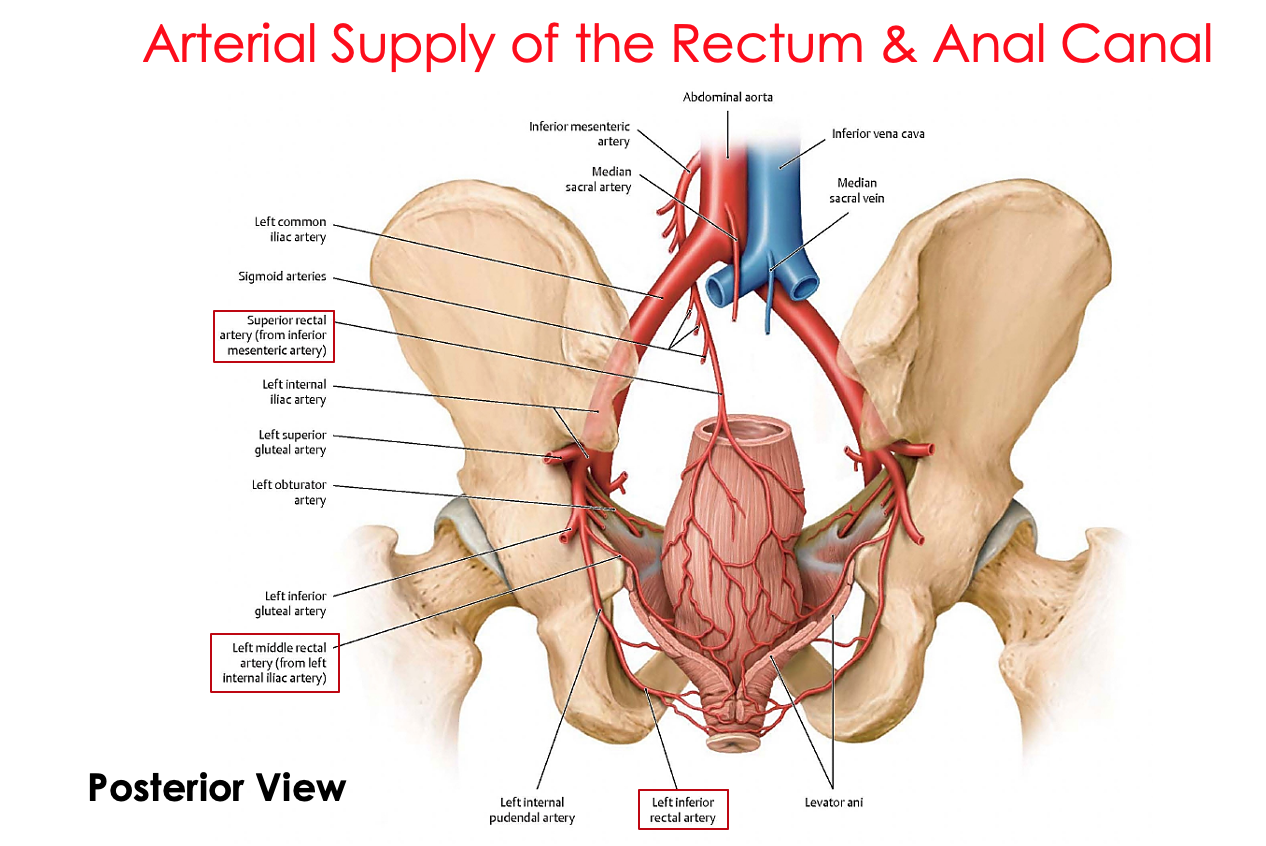 Arterial Supply of the Rectum & Anal Canal
Abdominal aorta
Inferior mesenteric
artery
Inferior vena cava
Median
sacral artery
Median
sacral vein
Left common
iliac artery
Sigmoid arteries
Superior rectal
artery (from inferior
mesenteric artery)
Left internal
iliac artery
Left superior
gluteal artery
Left obturator
artery
Left inferior
gluteal artery
Left middle rectal
artery (from left
internal iliac artery)
Posterior View
Left internal
pudendal artery
Left inferior
rectal artery
Levator ani